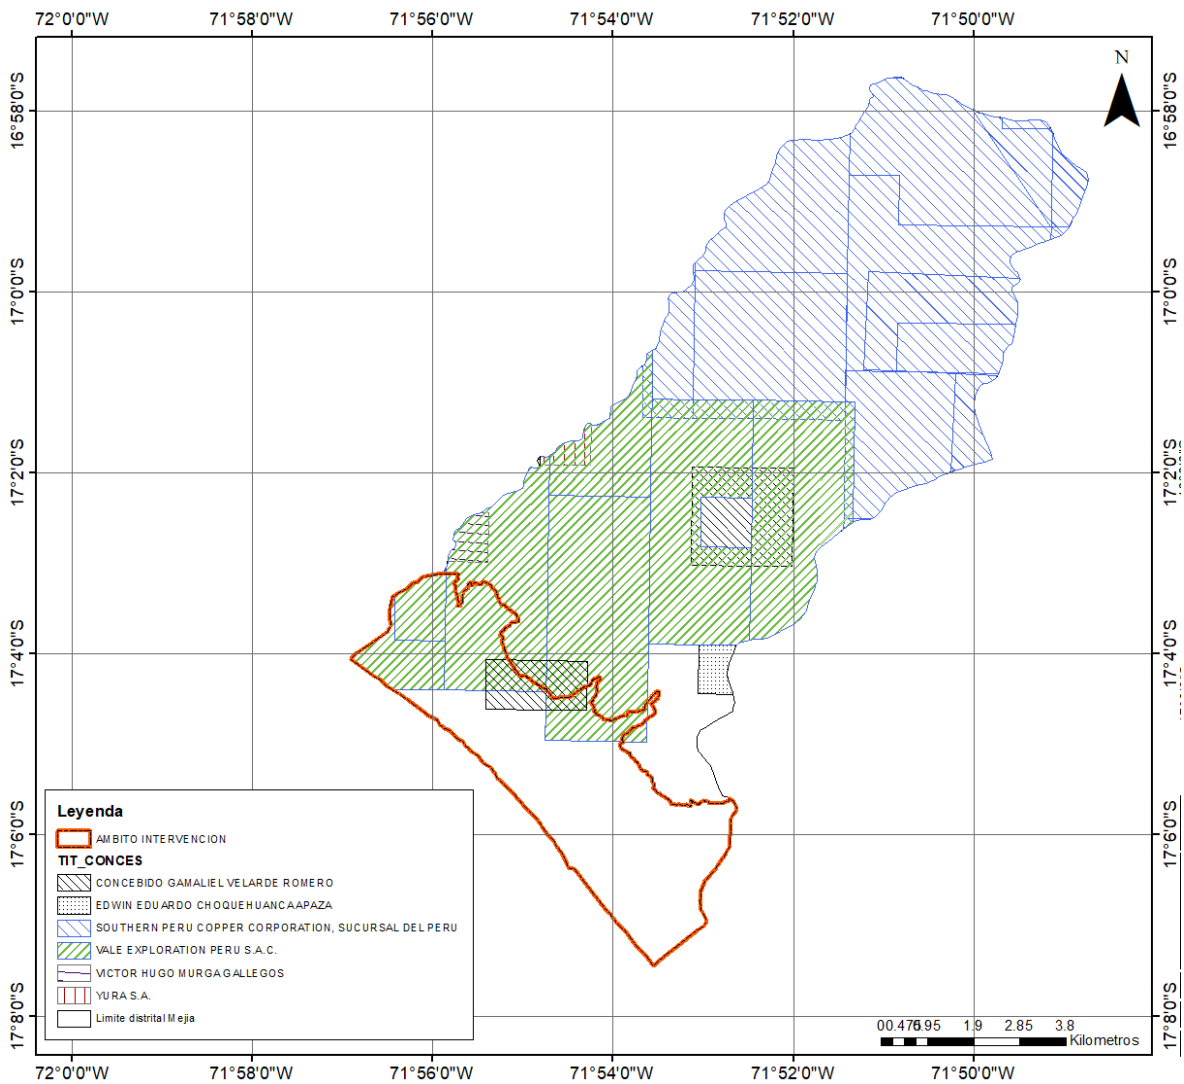 72°0'0"W 71°58'0"W 71°56'0"W 71°54'0"W 71°52'0"W 71°50'0"W
N
16°58'0"S 16°58'0"S
17°0'0"S 17°0'0"S
17°2'0"S 17°2'0"S
17°4'0"S 17°4'0"S
17°6'0"S 17°6'0"S
17°8'0"S 17°8'0"S
Leyenda
AMBITO INTERVENCION
TIT_CONCES
CONCEBIDO GAMALIEL VELARDE ROMERO
EDWIN EDUARDO CHOQUEHUANCAAPAZA
SOUTHERN PERU COPPER CORPORATION, SUCURSAL DEL PERU
VALE EXPLORATION PERU S.A.C.
VICTOR HUGO MURGA GALLEGOS
YURA S.A.
Limite distrital Mejia
1.9 2.85 3.8
Kilometros
72°0'0"W 71°58'0"W 71°56'0"W 71°54'0"W 71°52'0"W 71°50'0"W